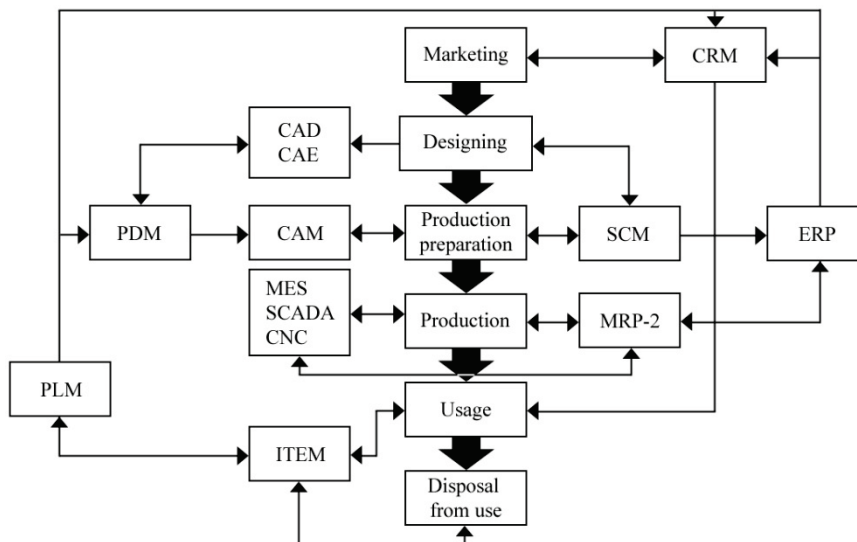 Marketing
CRM
CAD
CAE
Designing
PDM
CAM
Production
preparation
SCM
ERP
MES
SCADA
CNC
Production
MRP-2
PLM
Usage
ITEM
Disposal
from use